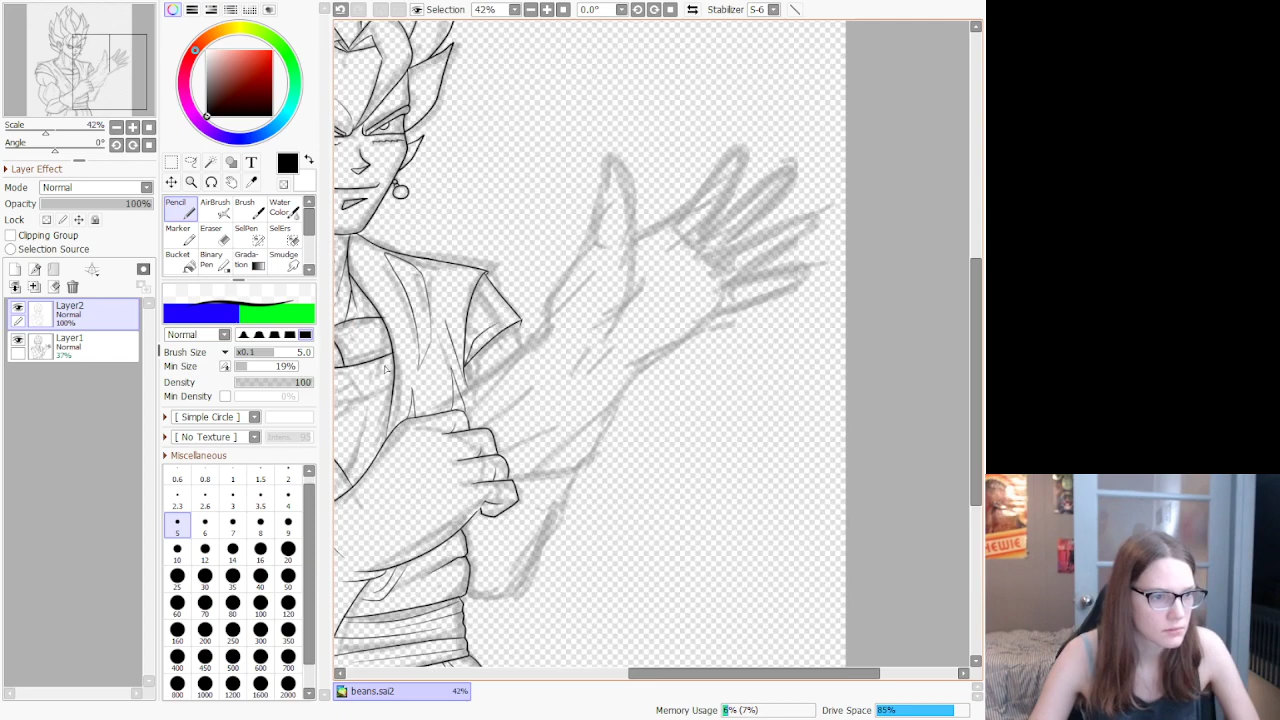 Selection 42% 0.0° Stabilizer S-6
Scale 42%
Angle 0°
Layer Effect
Mode Normal
Opacity 100%
Lock
Clipping Group
Selection Source
Layer2
Normal
100%
Layer1
Normal
37%
T
Pencil AirBrush Brush Water Color
Marker Eraser SelPen SelErs
Bucket Binary Pen Grada- tion Smudge
Normal
Brush Size x0.1 5.0
Min Size 19%
Density 100
Min Density 0%
[ Simple Circle ]
[ No Texture ] Intens. 95
Miscellaneous
0.6 0.8 1 1.5 2
2.3 2.6 3 3.5 4
5 6 7 8 9
10 12 14 16 20
25 30 35 40 50
60 70 80 100 120
160 200 250 300 350
400 450 500 600 700
800 1000 1200 1600 2000
beans.sai2 42%
Memory Usage 6% (7%) Drive Space 85%
HEWIE